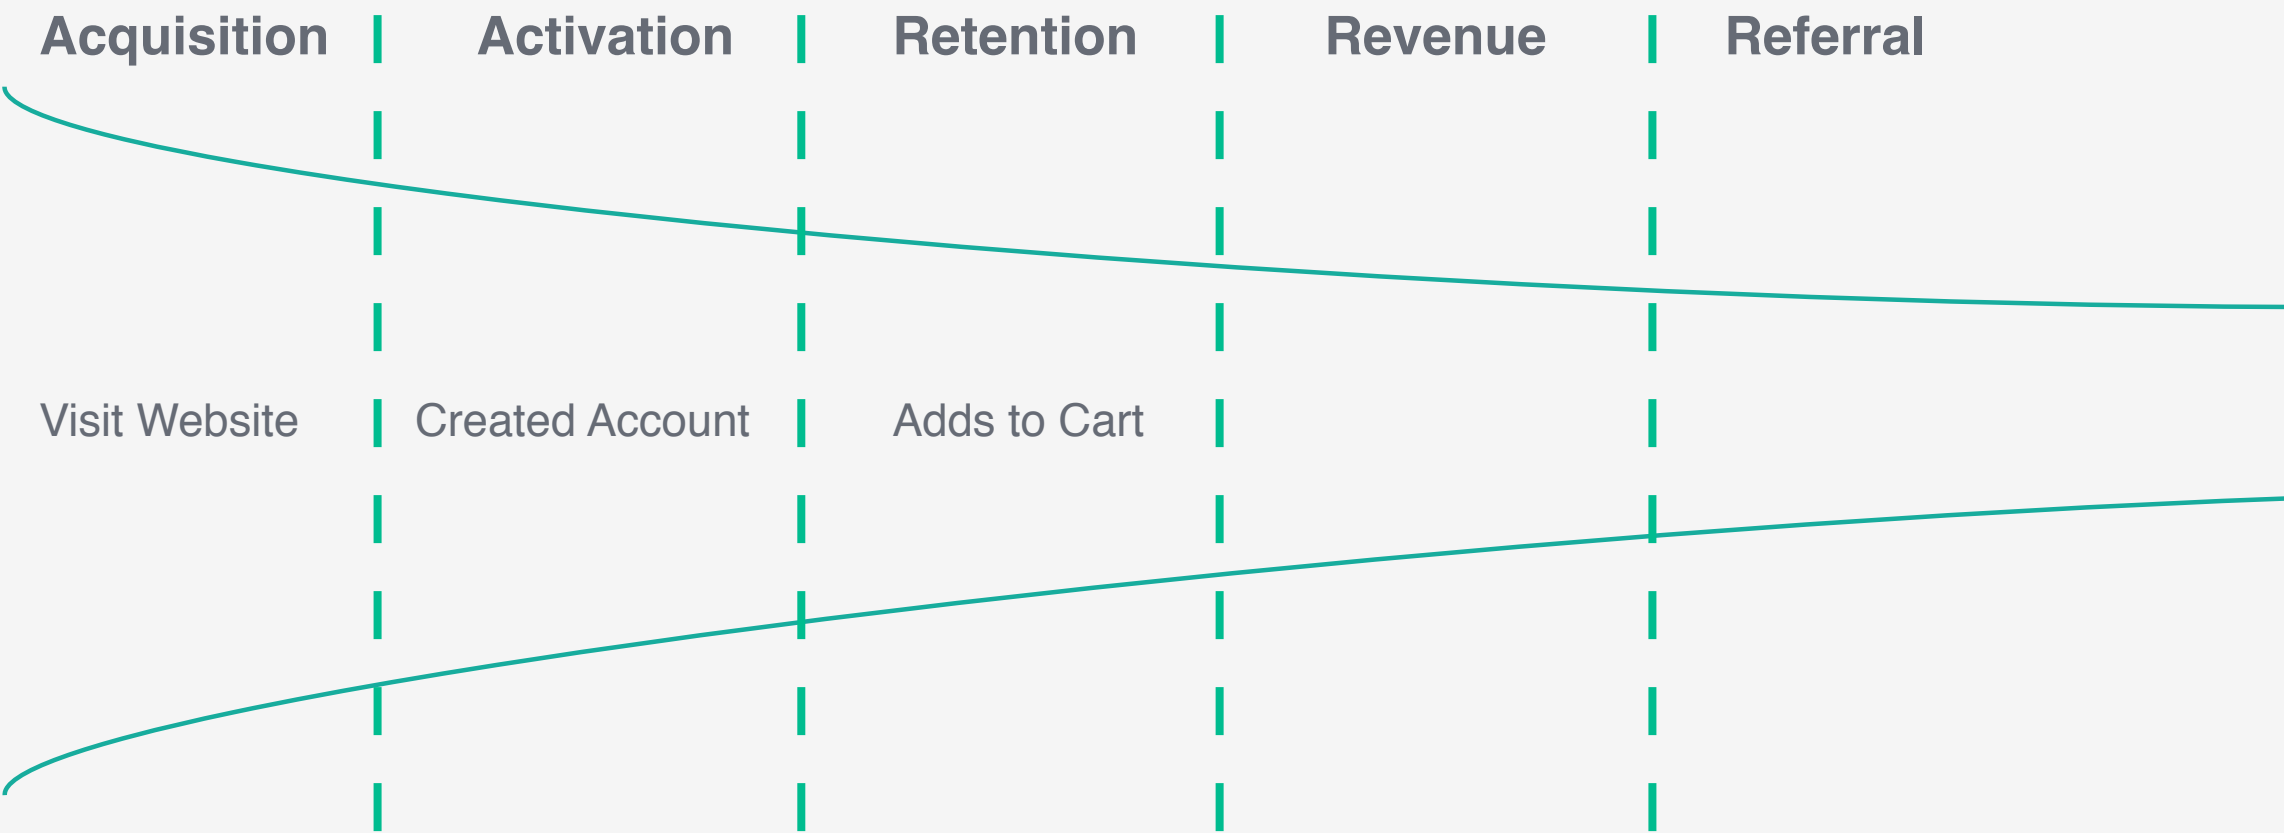 Acquisition
Activation
Retention
Revenue
Referral
Visit Website
Created Account
Adds to Cart